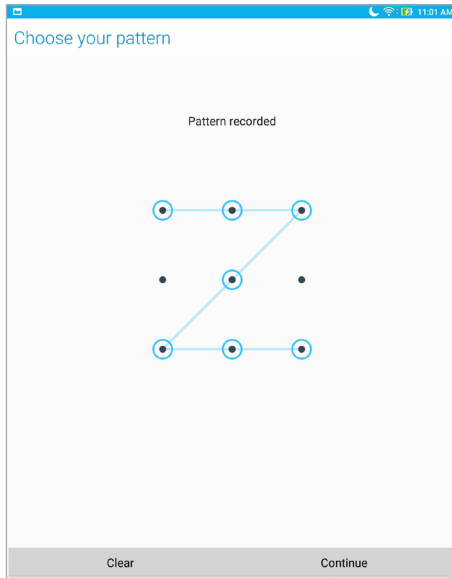 11:01 AM
Choose your pattern
Pattern recorded
Clear
Continue